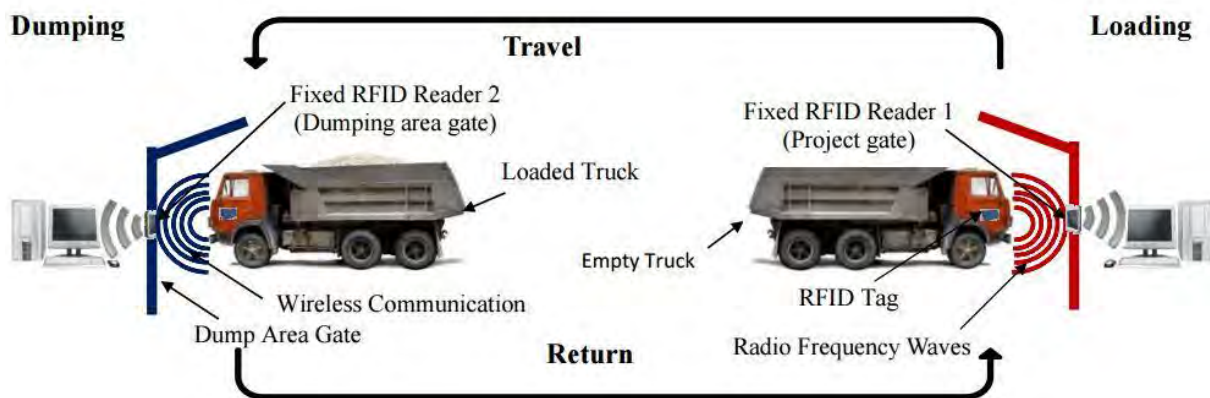 Dumping
Travel
Loading
Fixed RFID Reader 2
(Dumping area gate)
Fixed RFID Reader 1
(Project gate)
Loaded Truck
Empty Truck
RFID Tag
Wireless Communication
Dump Area Gate
Radio Frequency Waves
Return